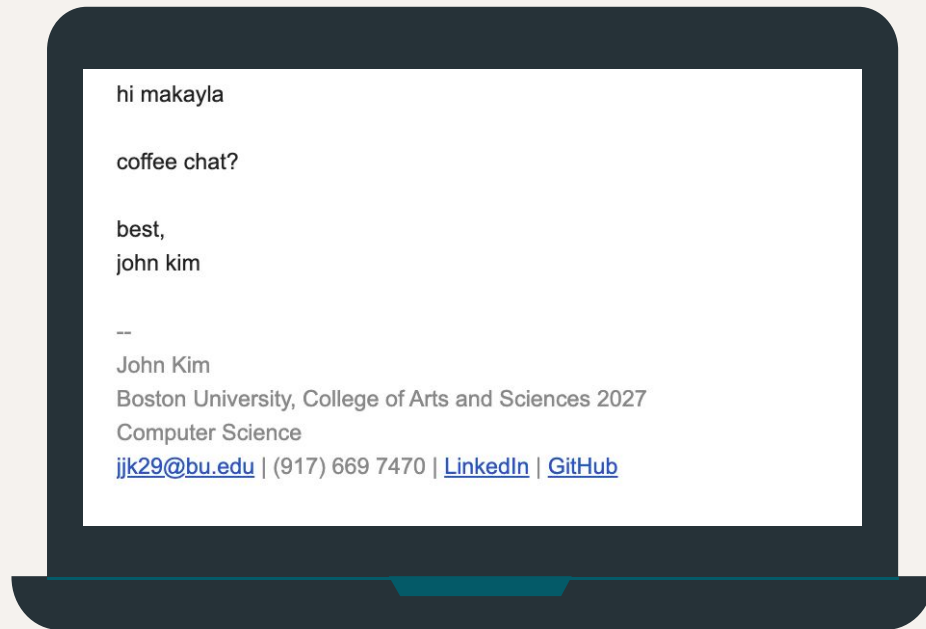 hi makayla
coffee chat?
best,
john kim
--
John Kim
Boston University, College of Arts and Sciences 2027
Computer Science
jjk29@bu.edu | (917) 669 7470 | LinkedIn | GitHub